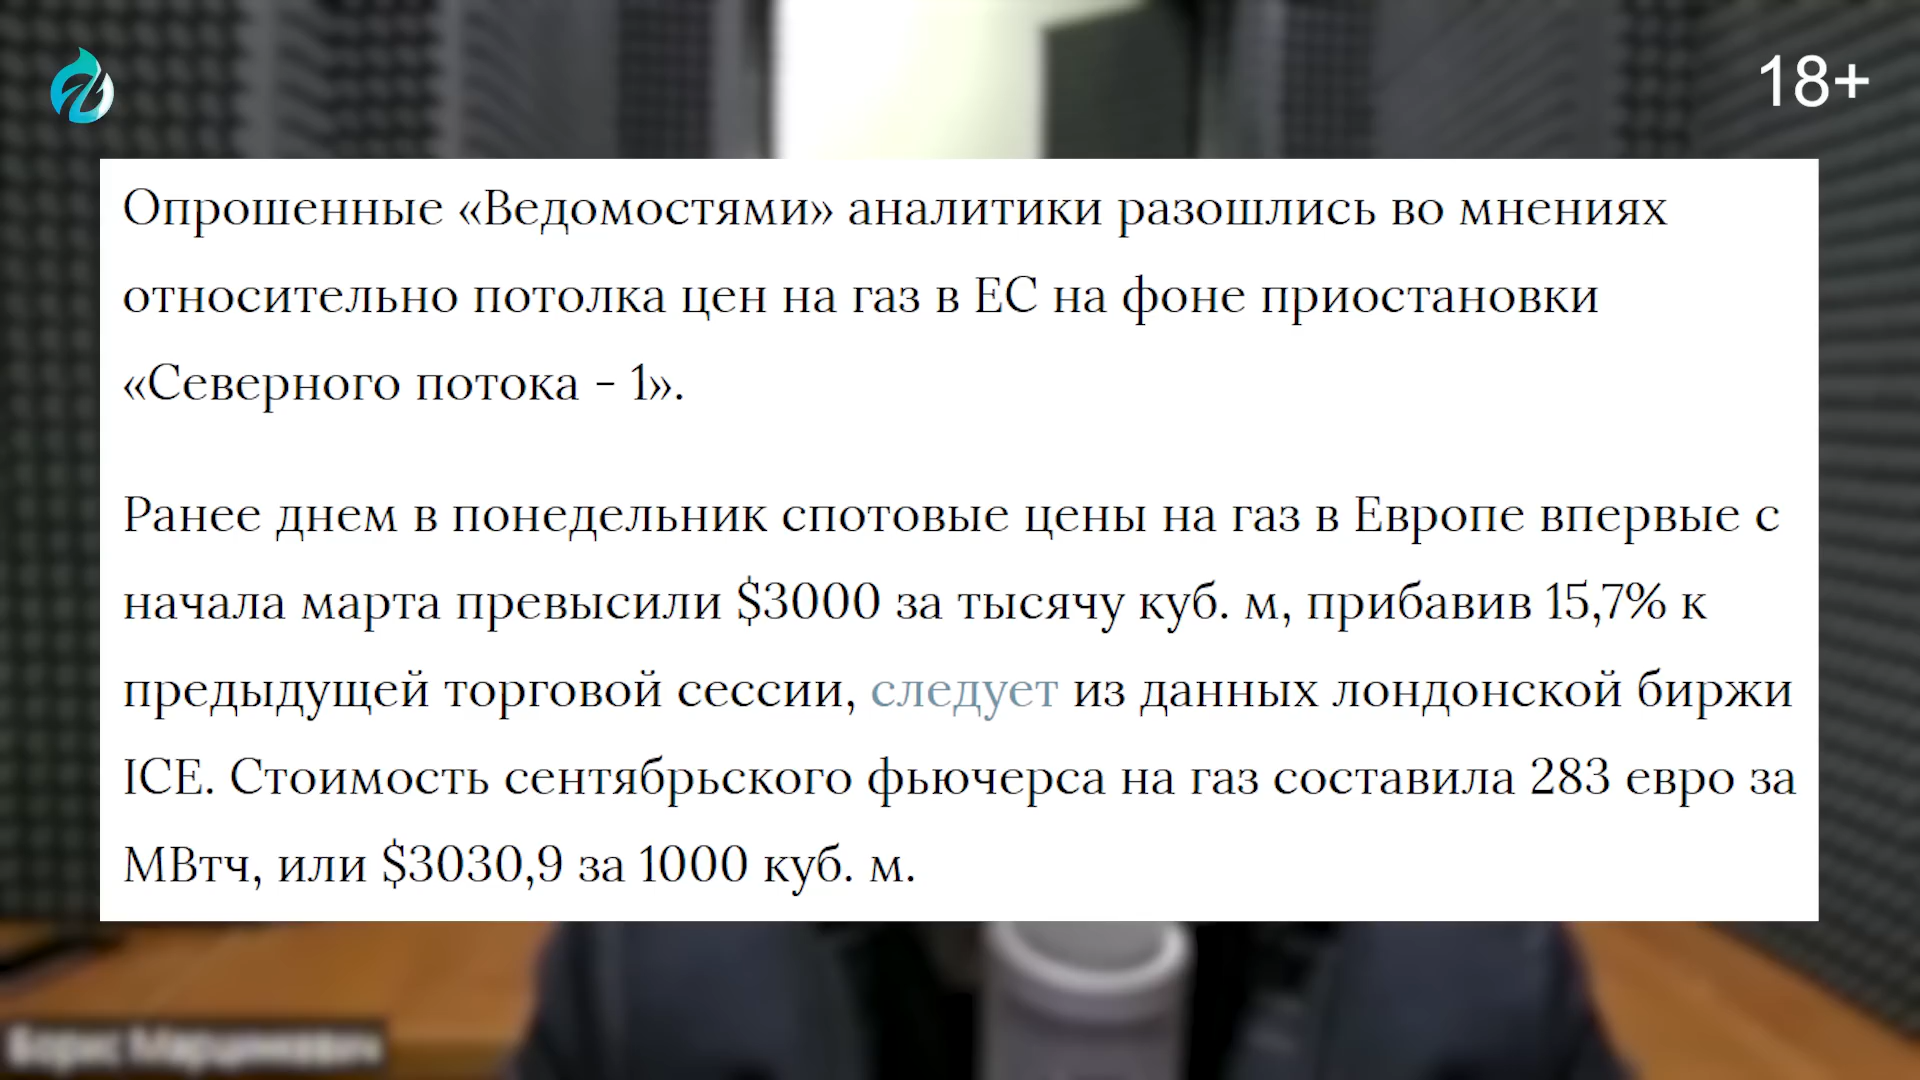 18+
Опрошенные «Ведомостями» аналитики разошлись во мнениях
относительно потолка цен на газ в ЕС на фоне приостановки
«Северного потока - 1».
Ранее днем в понедельник спотовые цены на газ в Европе впервые с
начала марта превысили $3000 за тысячу куб. м, прибавив 15,7% к
предыдущей торговой сессии, следует из данных лондонской биржи
ICE. Стоимость сентябрьского фьючерса на газ составила 283 евро за
МВтч, или $3030,9 за 1000 куб. м.
Борис Марцинкевич